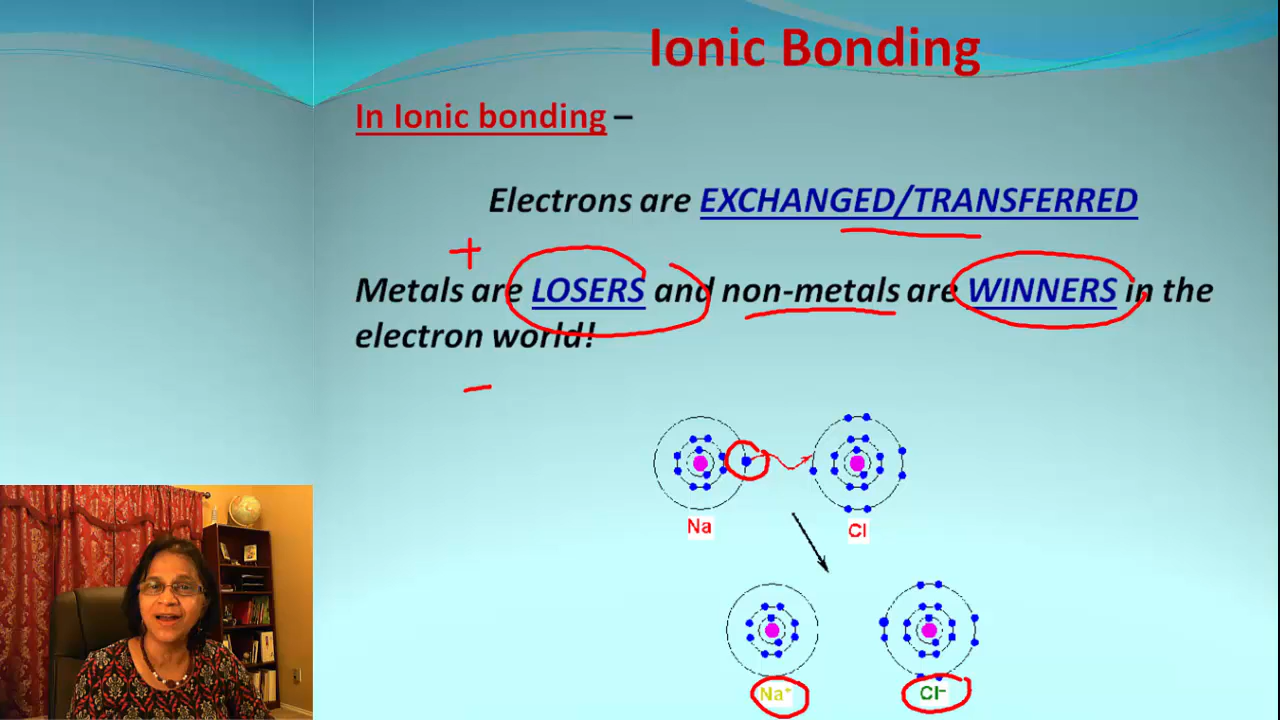 Ionic Bonding
In Ionic bonding –
Electrons are EXCHANGED/TRANSFERRED
+
Metals are LOSERS and non-metals are WINNERS in the
electron world!
–
Na
Cl
Na⁺
Cl⁻